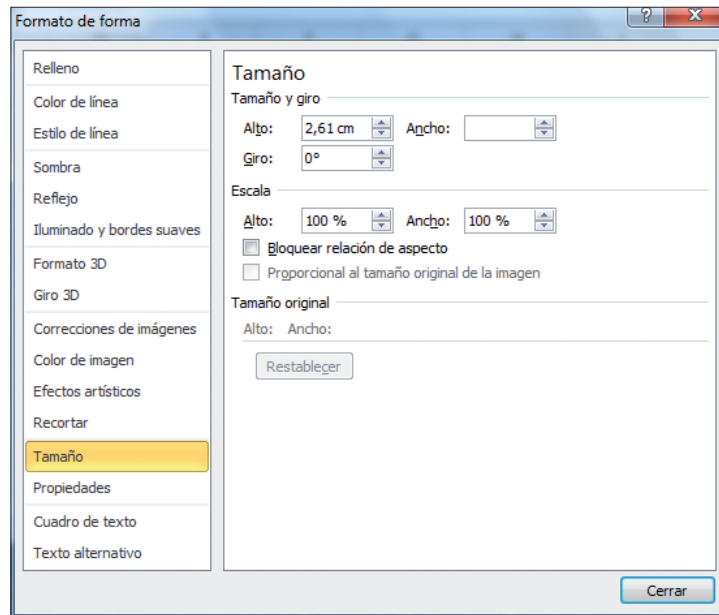 Formato de forma
Relleno
Color de línea
Estilo de línea
Sombra
Reflejo
Iluminado y bordes suaves
Formato 3D
Giro 3D
Correcciones de imágenes
Color de imagen
Efectos artísticos
Recortar
Tamaño
Propiedades
Cuadro de texto
Texto alternativo
Tamaño
Tamaño y giro
Alto: 2,61 cm Ancho:
Giro: 0°
Escala
Alto: 100 % Ancho: 100 %
Bloquear relación de aspecto
Proporcional al tamaño original de la imagen
Tamaño original
Alto: Ancho:
Restablecer
Cerrar